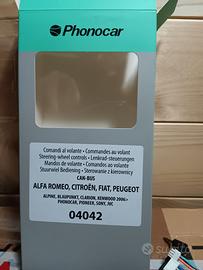 Phonocar
Comandi al volante · Commandes au volant
Steering-wheel controls · Lenkrad-steuerungen
Mandos de volante · Comandos de volante
Stuurwiel Bediening · Sterowanie z kierownicy
CAN-BUS
ALFA ROMEO, CITROËN, FIAT, PEUGEOT
ALPINE, BLAUPUNKT, CLARION, KENWOOD 2006>
PHONOCAR, PIONEER, SONY, JVC
04042
subito